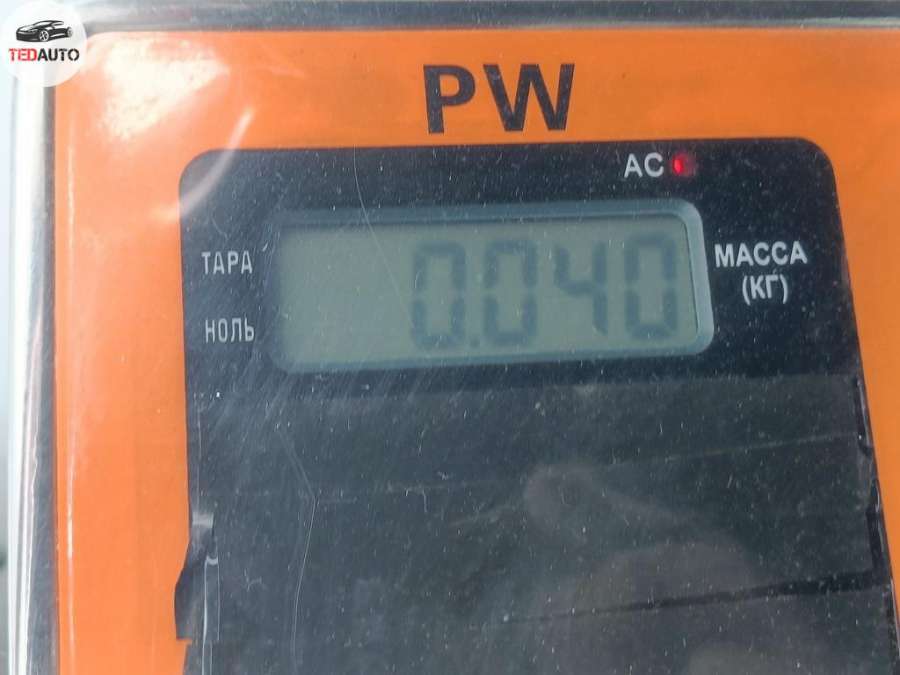 TEDAUTO
PW
AC
ТАРА
0.040
МАССА
(КГ)
НОЛЬ